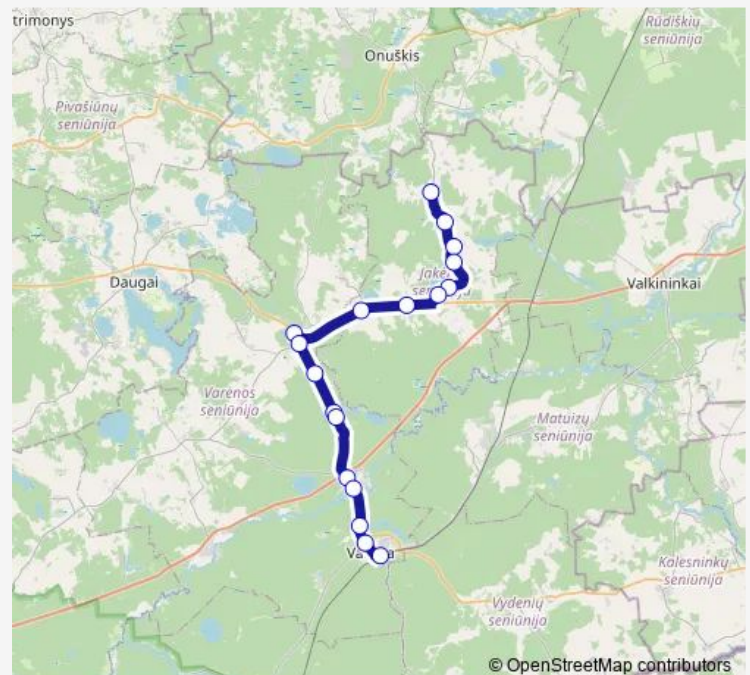 trimonys
Rūdiškių
seniūnija
Onuškis
Pivašiūnų
seniūnija
Daugai
Valkininkai
Varėnos
seniūnija
Matuizų
seniūnija
Kalesninkų
seniūnija
Vydenių
seniūnija
© OpenStreetMap contributors